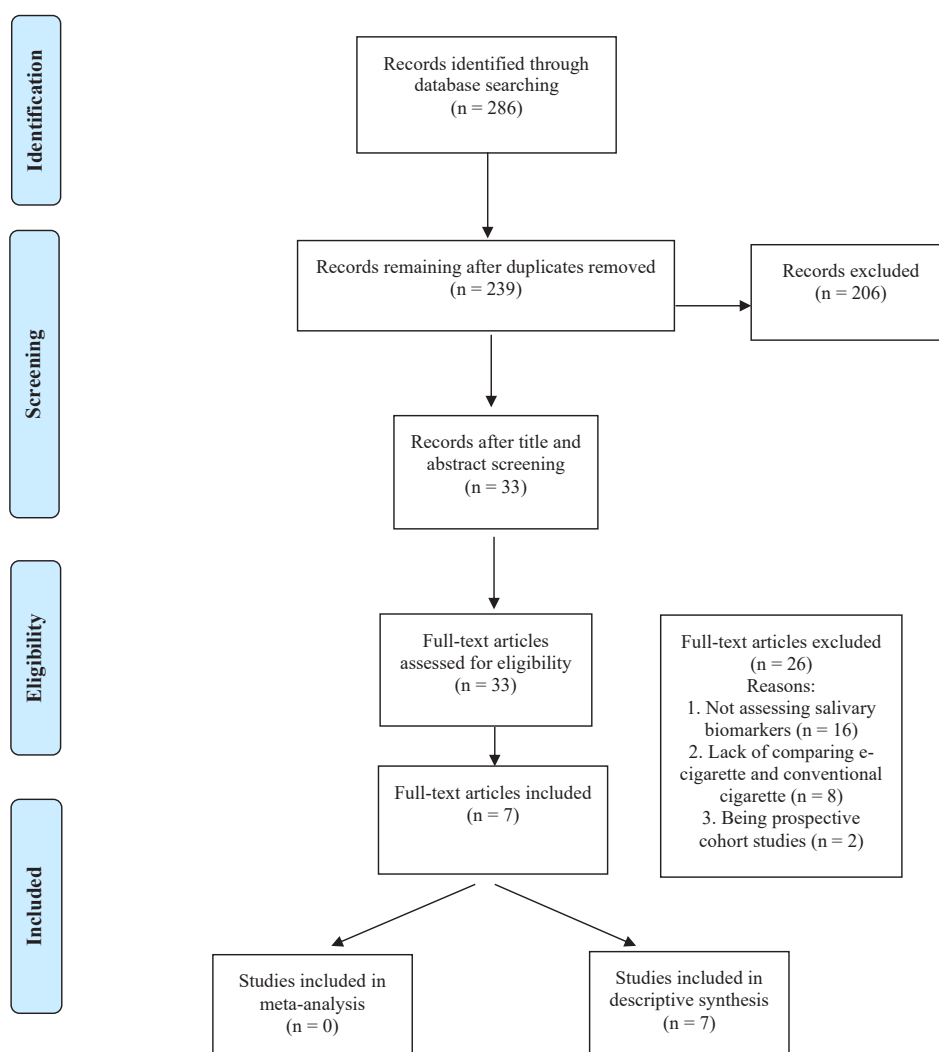 Identification
Records identified through
database searching
(n = 286)
Screening
Records remaining after duplicates removed
(n = 239)
Records excluded
(n = 206)
Records after title and
abstract screening
(n = 33)
Eligibility
Full-text articles
assessed for eligibility
(n = 33)
Full-text articles excluded
(n = 26)
Reasons:
1. Not assessing salivary
biomarkers (n = 16)
2. Lack of comparing e-
cigarette and conventional
cigarette (n = 8)
3. Being prospective
cohort studies (n = 2)
Included
Full-text articles included
(n = 7)
Studies included in
meta-analysis
(n = 0)
Studies included in
descriptive synthesis
(n = 7)